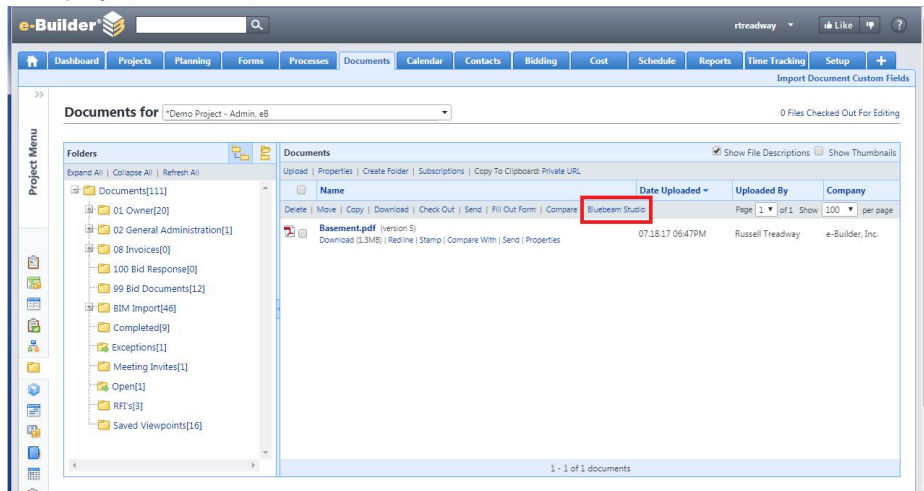 e-Builder®
rtreadway Like ?
Dashboard Projects Planning Forms Processes Documents Calendar Contacts Bidding Cost Schedule Reports Time Tracking Setup +
Import Document Custom Fields
>>
Project Menu
Documents for *Demo Project - Admin, eB
0 Files Checked Out For Editing
Folders
Expand All | Collapse All | Refresh All
Documents[111]
01 Owner[20]
02 General Administration[1]
08 Invoices[0]
100 Bid Response[0]
99 Bid Documents[12]
BIM Import[46]
Completed[9]
Exceptions[1]
Meeting Invites[1]
Open[1]
RFI's[3]
Saved Viewpoints[16]
Documents Show File Descriptions Show Thumbnails
Upload | Properties | Create Folder | Subscriptions | Copy To Clipboard: Private URL
Name Date Uploaded Uploaded By Company
Delete | Move | Copy | Download | Check Out | Send | Fill Out Form | Compare | Bluebeam Studio Page 1 of 1 Show 100 per page
Basement.pdf (version 5) 07.18.17 06:47PM Russell Treadway e-Builder, Inc.
Download (1.3MB) | Redline | Stamp | Compare With | Send | Properties
1 - 1 of 1 documents